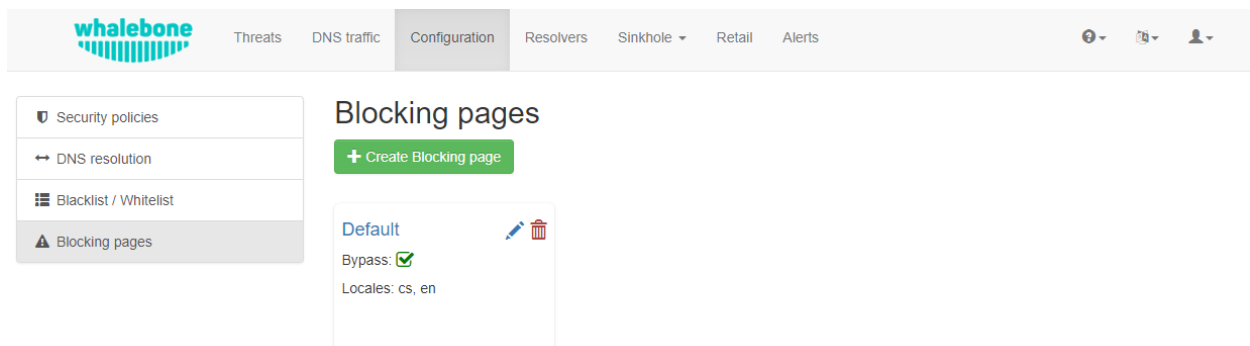 whalebone
Threats DNS traffic Configuration Resolvers Sinkhole Retail Alerts
Security policies
DNS resolution
Blacklist / Whitelist
Blocking pages
Blocking pages
Create Blocking page
Default
Bypass:
Locales: cs, en